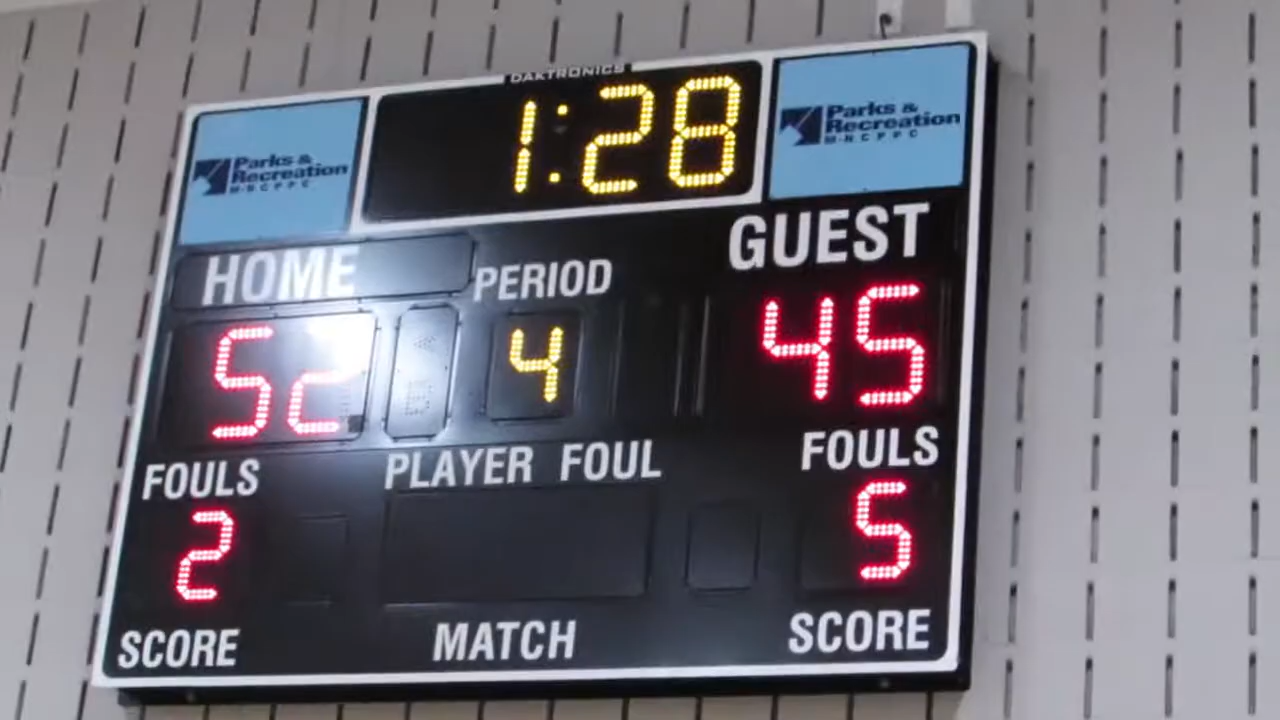 DAKTRONICS
1:28
Parks &
Recreation
M-NCPPC
Parks &
Recreation
M-NCPPC
HOME
PERIOD
GUEST
52
4
45
FOULS
PLAYER FOUL
FOULS
2
5
SCORE
MATCH
SCORE